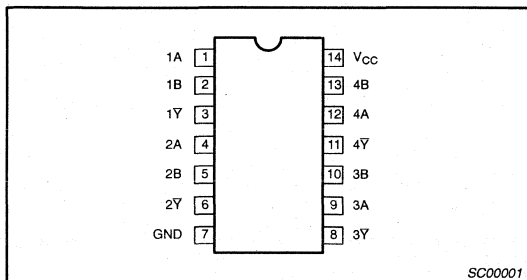 1A 1 14 VCC
1B 2 13 4B
1Y̅ 3 12 4A
2A 4 11 4Y̅
2B 5 10 3B
2Y̅ 6 9 3A
GND 7 8 3Y̅
SC00001